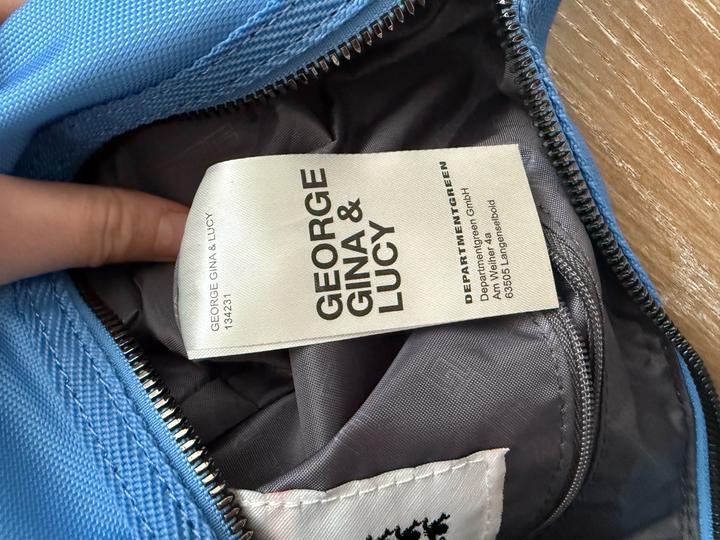 GEORGE GINA & LUCY
134231
GEORGE
GINA &
LUCY
DEPARTMENTGREEN
Departmentgreen GmbH
Am Weiher 4a
63505 Langenselbold